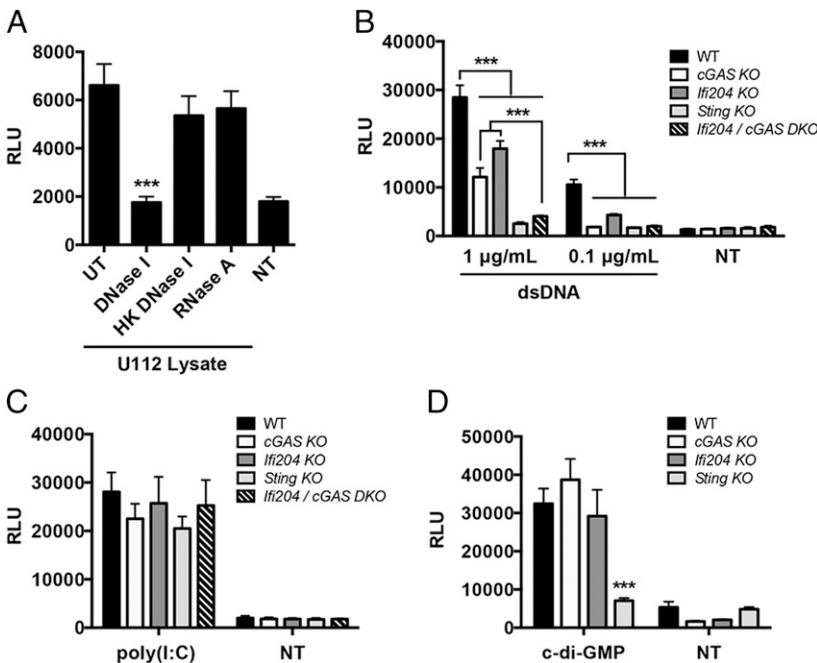 A
RLU
8000
6000
4000
2000
0
UT
DNase I
HK DNase I
RNase A
NT
***
U112 Lysate
B
RLU
40000
30000
20000
10000
0
***
***
***
WT
cGAS KO
Ifi204 KO
Sting KO
Ifi204 / cGAS DKO
1 µg/mL
0.1 µg/mL
NT
dsDNA
C
RLU
40000
30000
20000
10000
0
WT
cGAS KO
Ifi204 KO
Sting KO
Ifi204 / cGAS DKO
poly(I:C)
NT
D
RLU
50000
40000
30000
20000
10000
0
WT
cGAS KO
Ifi204 KO
Sting KO
***
c-di-GMP
NT